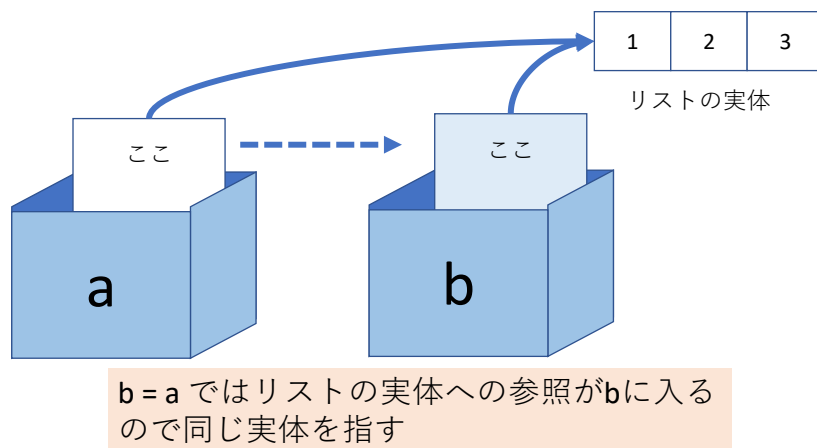 1 2 3
リストの実体
ここ
ここ
a
b
b = a ではリストの実体への参照がbに入る
ので同じ実体を指す